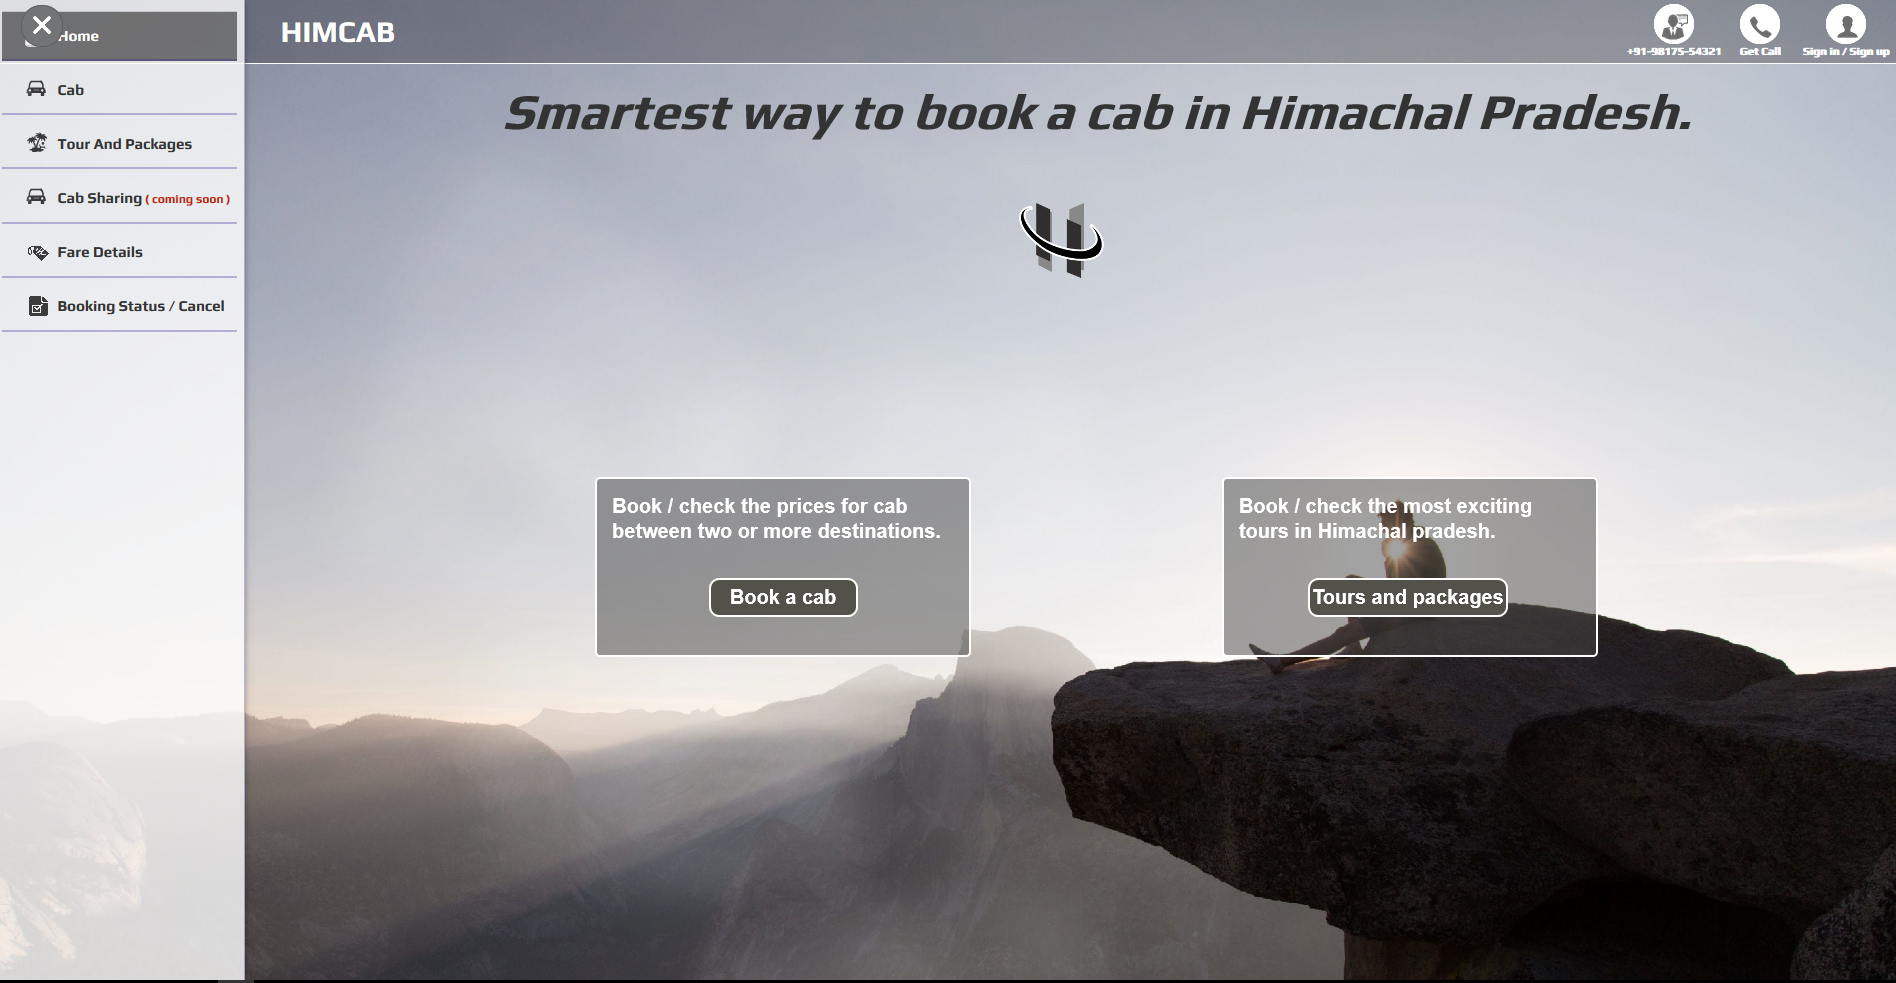 Home
Cab
Tour And Packages
Cab Sharing ( coming soon )
Fare Details
Booking Status / Cancel
HIMCAB
+91-98175-54321
Get Call
Sign in / Sign up
Smartest way to book a cab in Himachal Pradesh.
Book / check the prices for cab
between two or more destinations.
Book a cab
Book / check the most exciting
tours in Himachal pradesh.
Tours and packages